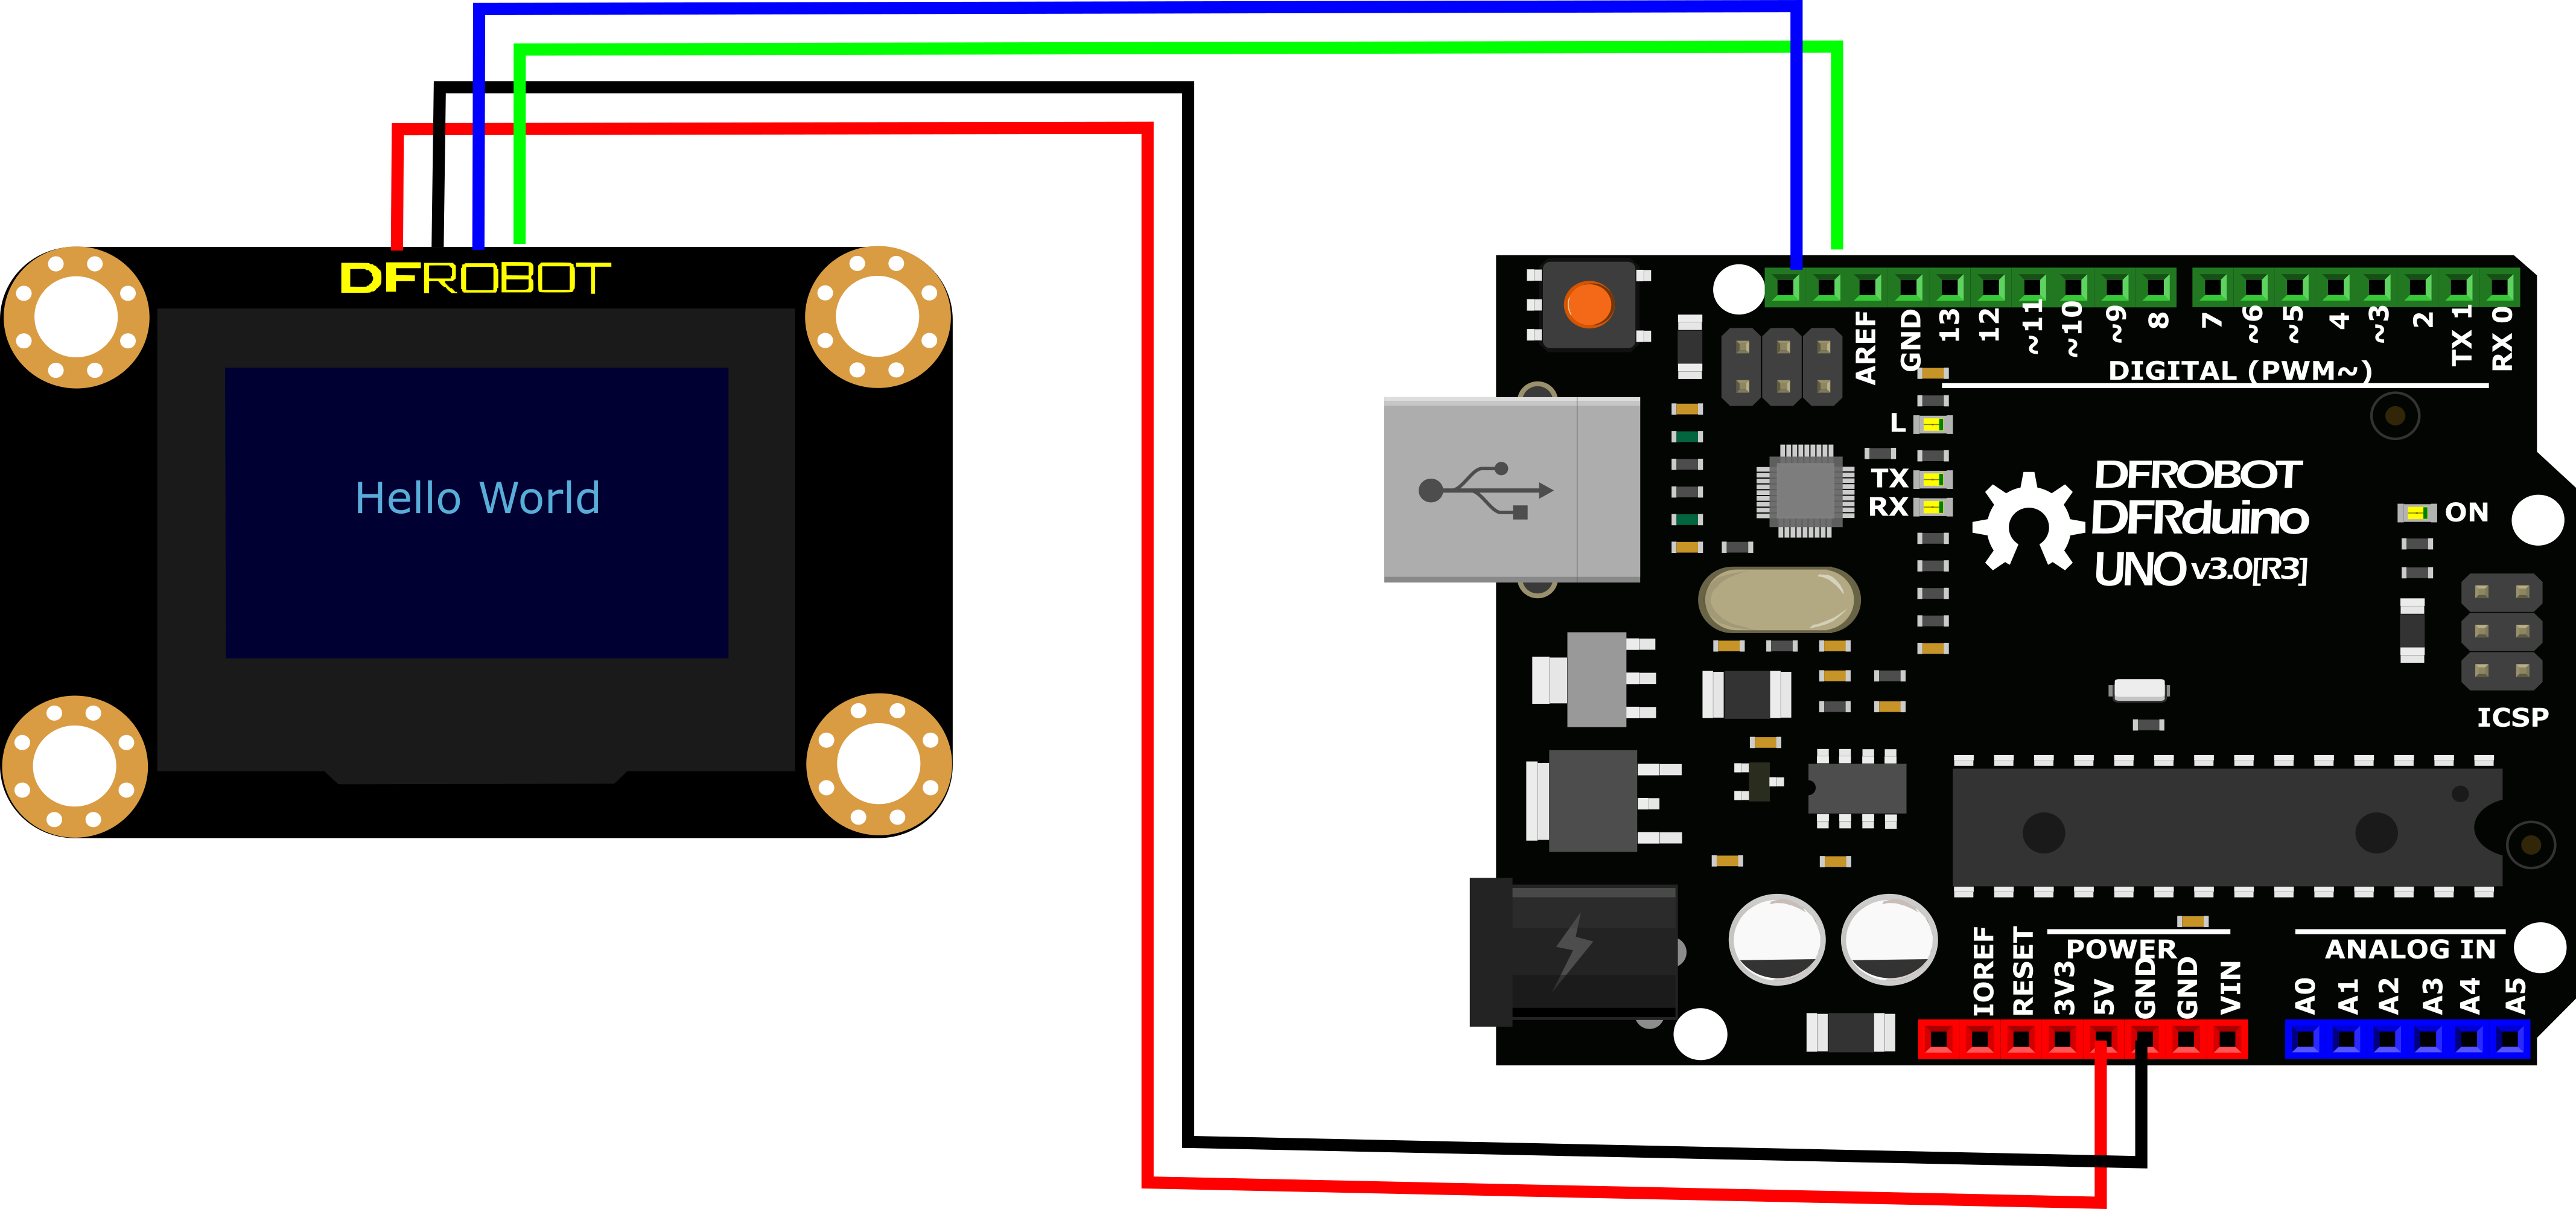 DFROBOT
Hello World
AREF
GND
13
12
~11
~10
~9
8
7
~6
~5
4
~3
2
TX 1
RX 0
DIGITAL (PWM~)
L
TX
RX
DFROBOT
DFRduino
UNO v3.0[R3]
ON
ICSP
POWER
ANALOG IN
IOREF
RESET
3V3
5V
GND
GND
VIN
A0
A1
A2
A3
A4
A5